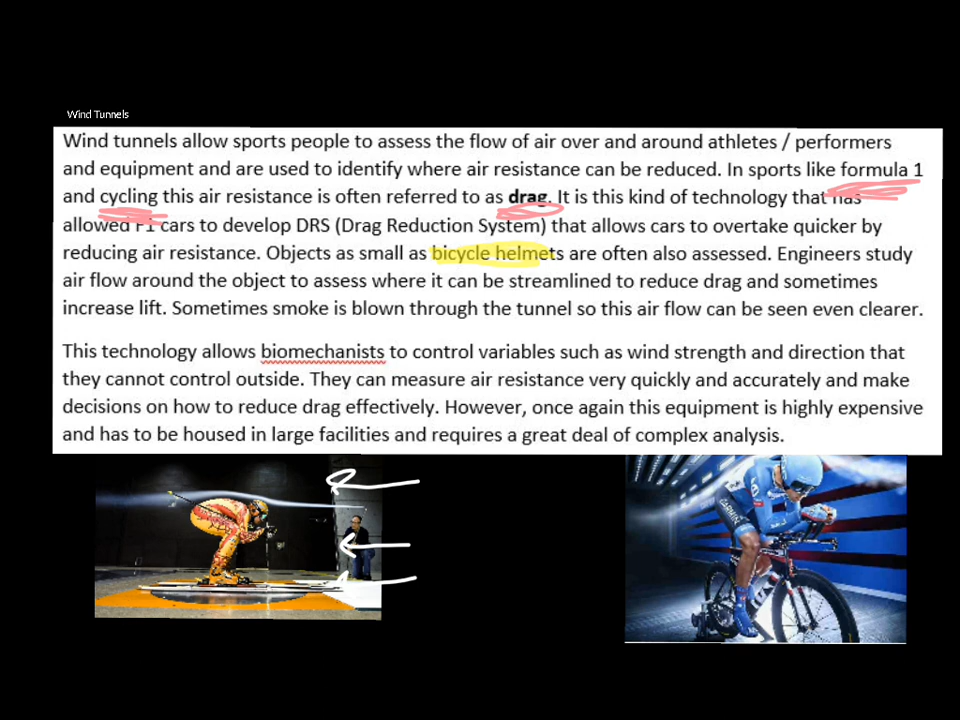 Wind Tunnels
Wind tunnels allow sports people to assess the flow of air over and around athletes / performers
and equipment and are used to identify where air resistance can be reduced. In sports like formula 1
and cycling this air resistance is often referred to as drag. It is this kind of technology that has
allowed F1 cars to develop DRS (Drag Reduction System) that allows cars to overtake quicker by
reducing air resistance. Objects as small as bicycle helmets are often also assessed. Engineers study
air flow around the object to assess where it can be streamlined to reduce drag and sometimes
increase lift. Sometimes smoke is blown through the tunnel so this air flow can be seen even clearer.
This technology allows biomechanists to control variables such as wind strength and direction that
they cannot control outside. They can measure air resistance very quickly and accurately and make
decisions on how to reduce drag effectively. However, once again this equipment is highly expensive
and has to be housed in large facilities and requires a great deal of complex analysis.
GARMIN